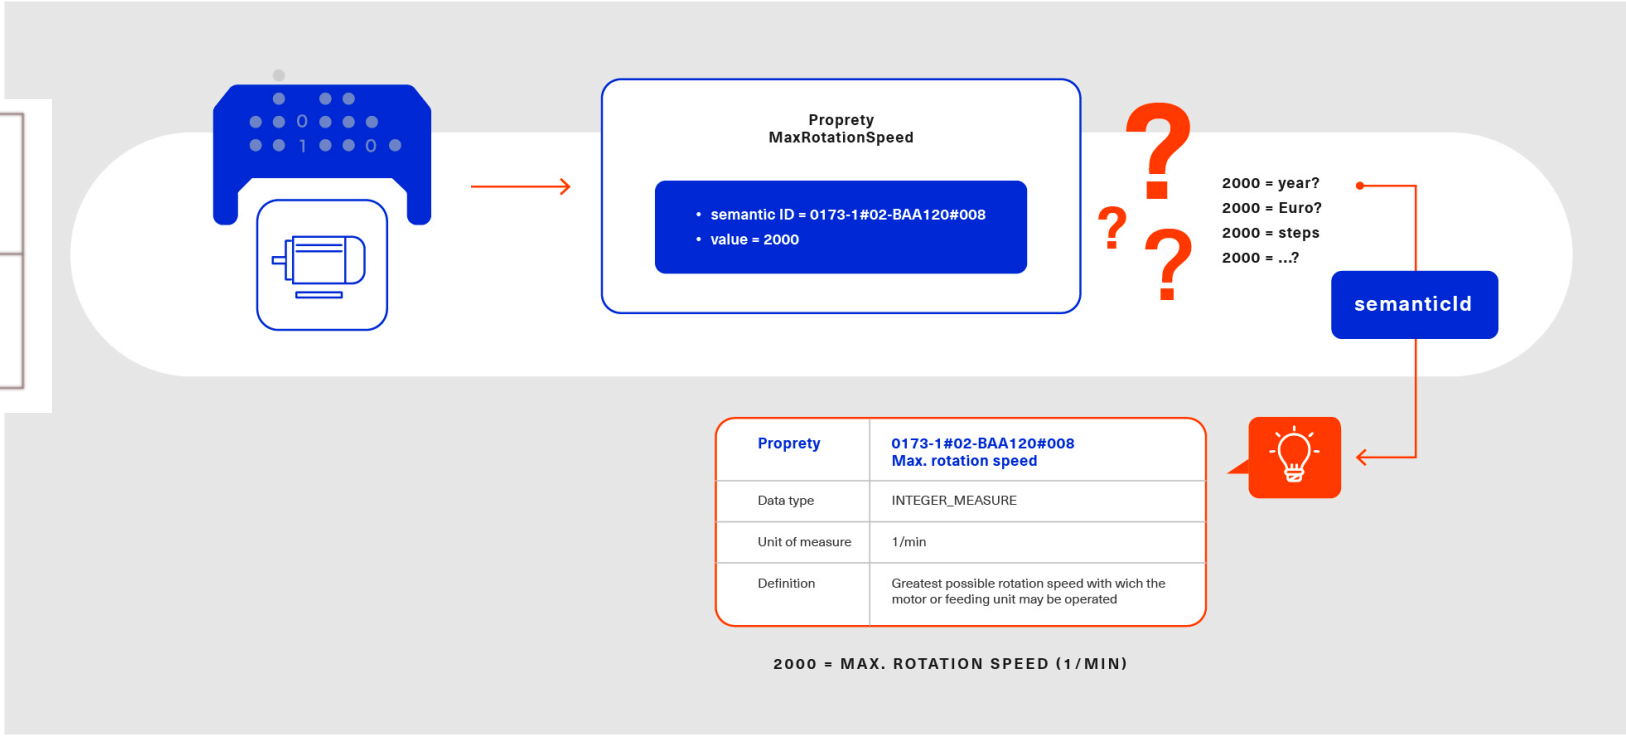 0
1 0
Proprety
MaxRotationSpeed
• semantic ID = 0173-1#02-BAA120#008
• value = 2000
? ? ?
2000 = year?
2000 = Euro?
2000 = steps
2000 = ...?
semanticId
Proprety 0173-1#02-BAA120#008
Max. rotation speed
Data type INTEGER_MEASURE
Unit of measure 1/min
Definition Greatest possible rotation speed with wich the
motor or feeding unit may be operated
2000 = MAX. ROTATION SPEED (1/MIN)